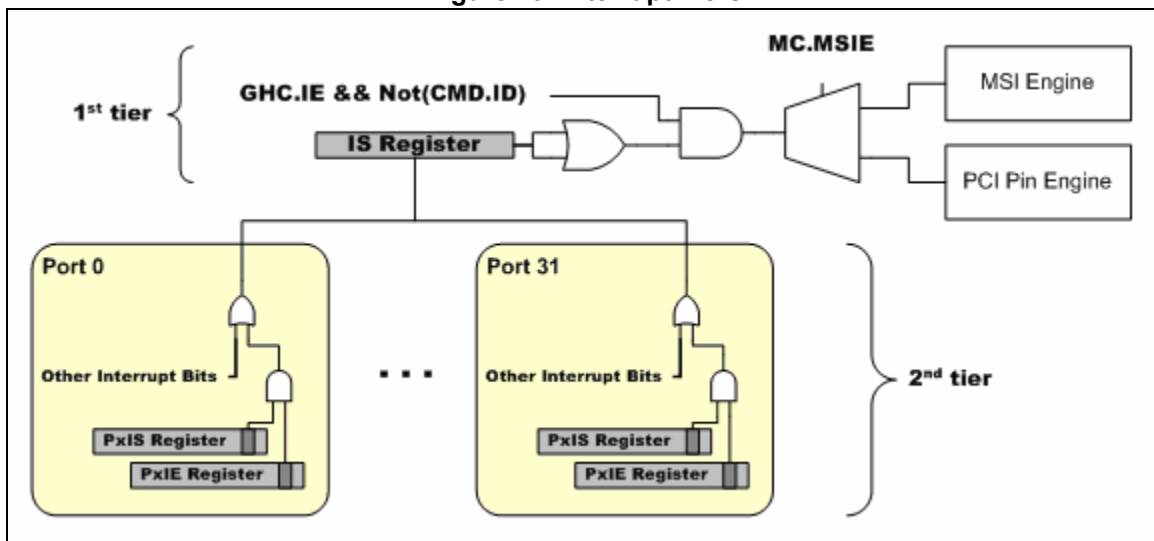 MC.MSIE
MSI Engine
GHC.IE && Not(CMD.ID)
1st tier
IS Register
PCI Pin Engine
Port 0
Port 31
Other Interrupt Bits
. . .
Other Interrupt Bits
2nd tier
PxIS Register
PxIS Register
PxIE Register
PxIE Register